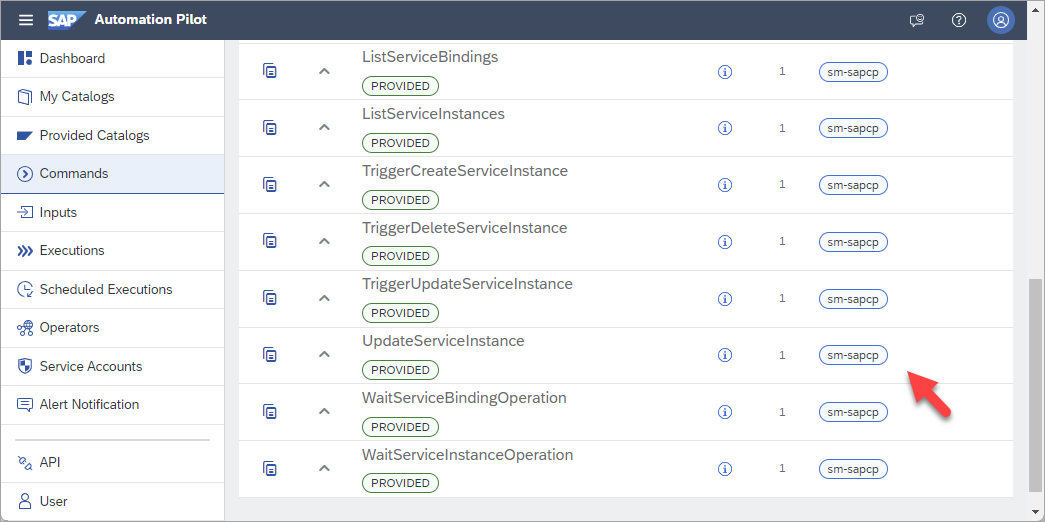 SAP Automation Pilot
Dashboard
My Catalogs
Provided Catalogs
Commands
Inputs
Executions
Scheduled Executions
Operators
Service Accounts
Alert Notification
API
User
ListServiceBindings
PROVIDED
1
sm-sapcp
ListServiceInstances
PROVIDED
1
sm-sapcp
TriggerCreateServiceInstance
PROVIDED
1
sm-sapcp
TriggerDeleteServiceInstance
PROVIDED
1
sm-sapcp
TriggerUpdateServiceInstance
PROVIDED
1
sm-sapcp
UpdateServiceInstance
PROVIDED
1
sm-sapcp
WaitServiceBindingOperation
PROVIDED
1
sm-sapcp
WaitServiceInstanceOperation
PROVIDED
1
sm-sapcp